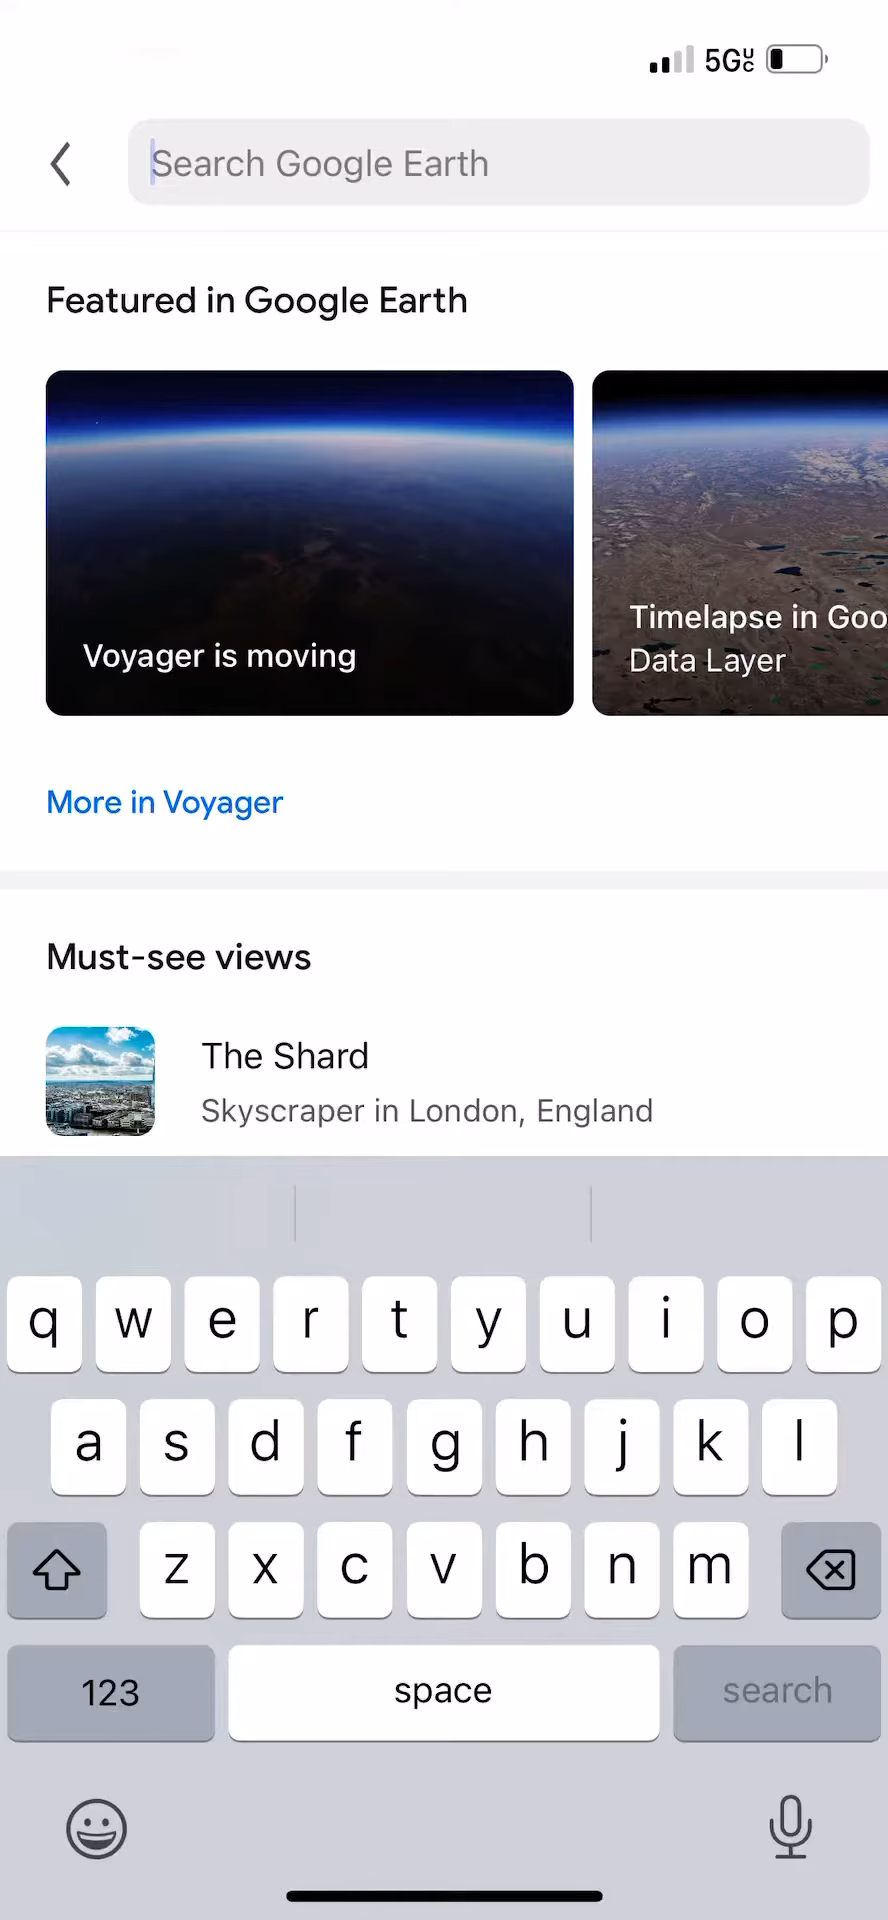 5G UC
Search Google Earth
Featured in Google Earth
Voyager is moving
Timelapse in Goo
Data Layer
More in Voyager
Must-see views
The Shard
Skyscraper in London, England
q w e r t y u i o p
a s d f g h j k l
z x c v b n m
123 space search